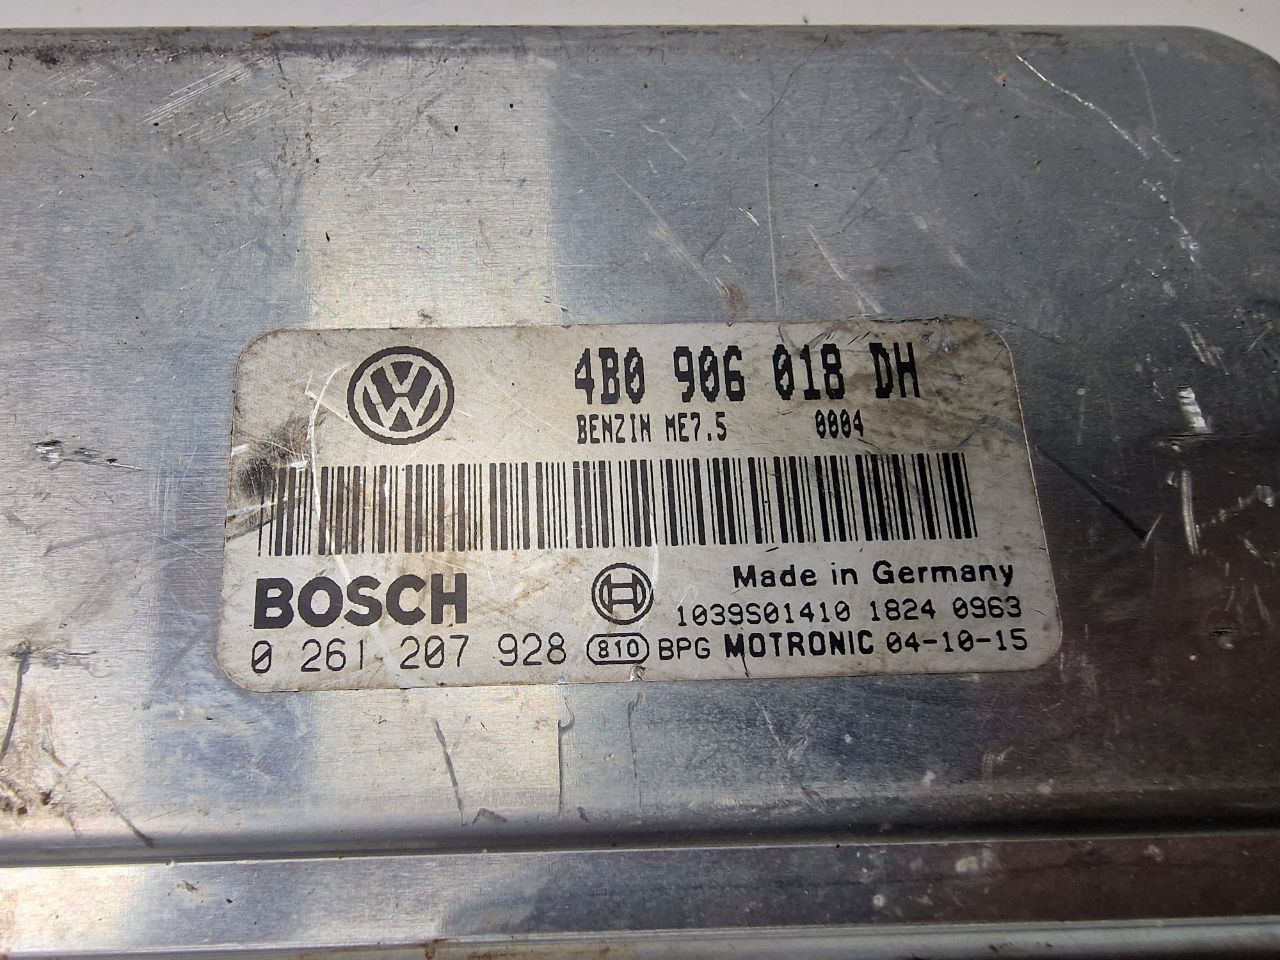 4B0 906 018 DH
BENZIN ME7.5 0004
BOSCH
Made in Germany
1039S01410 1824 0963
0 261 207 928 810 BPG MOTRONIC 04-10-15